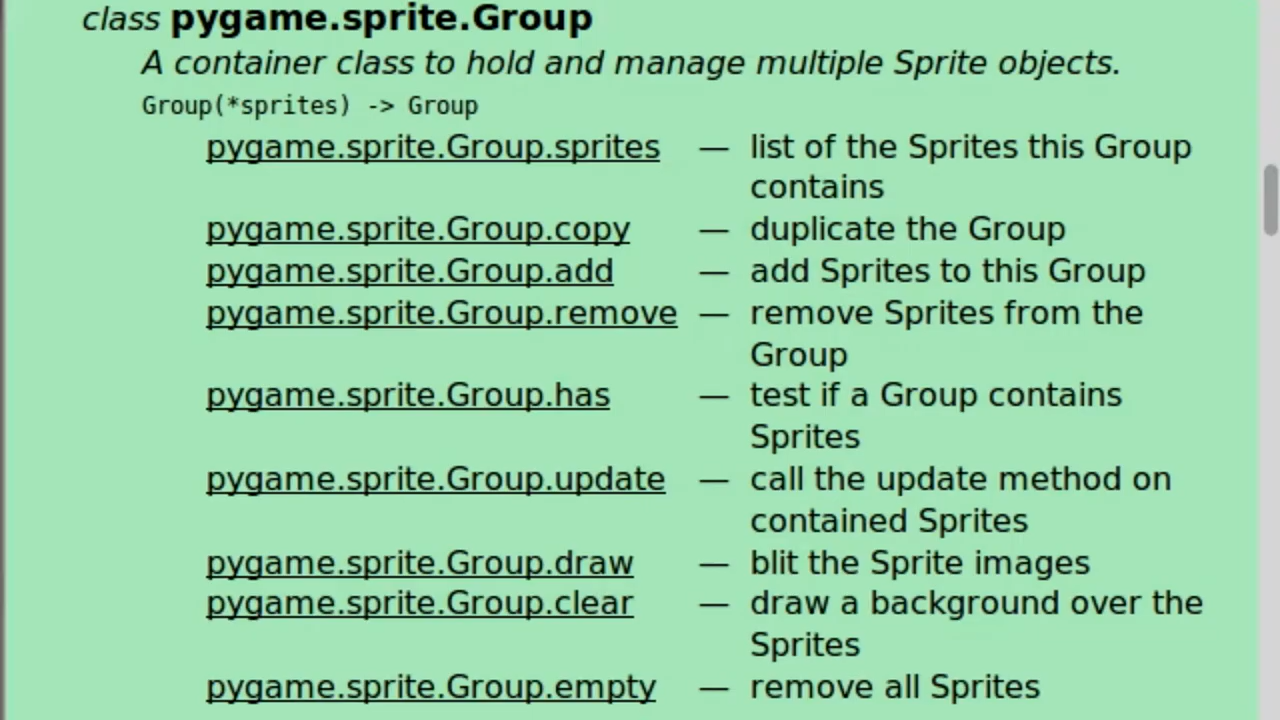 class pygame.sprite.Group
A container class to hold and manage multiple Sprite objects.
Group(*sprites) -> Group
pygame.sprite.Group.sprites — list of the Sprites this Group
contains
pygame.sprite.Group.copy — duplicate the Group
pygame.sprite.Group.add — add Sprites to this Group
pygame.sprite.Group.remove — remove Sprites from the
Group
pygame.sprite.Group.has — test if a Group contains
Sprites
pygame.sprite.Group.update — call the update method on
contained Sprites
pygame.sprite.Group.draw — blit the Sprite images
pygame.sprite.Group.clear — draw a background over the
Sprites
pygame.sprite.Group.empty — remove all Sprites